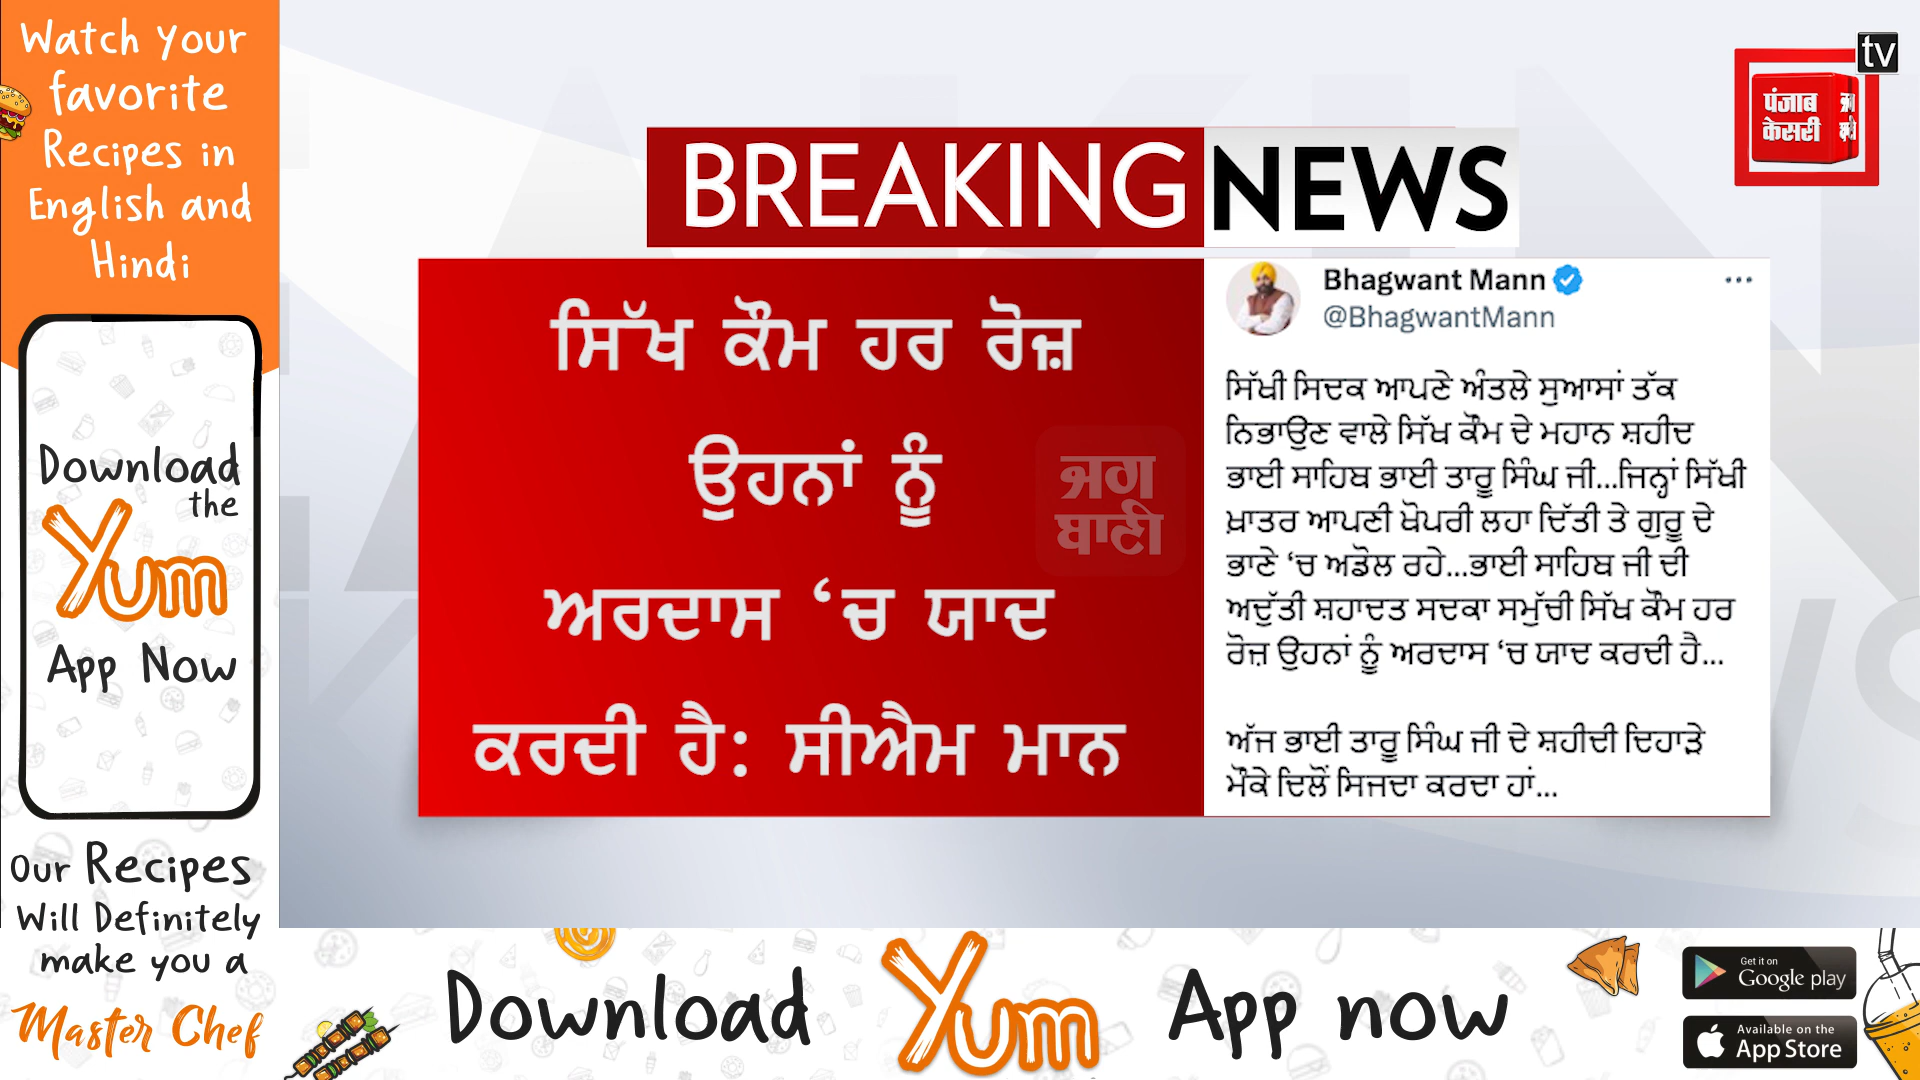 Watch your
favorite
Recipes in
English and
Hindi
Download
the
Yum
App Now
Our Recipes
Will Definitely
make you a
Master Chef
tv
ਪੰजाब
केसरी
BREAKING NEWS
ਸਿੱਖ ਕੌਮ ਹਰ ਰੋਜ਼
ਉਹਨਾਂ ਨੂੰ
ਅਰਦਾਸ ‘ਚ ਯਾਦ
ਕਰਦੀ ਹੈ: ਸੀਐਮ ਮਾਨ
ਜਗ
ਬਾਣੀ
Bhagwant Mann
@BhagwantMann
ਸਿੱਖੀ ਸਿਦਕ ਆਪਣੇ ਅੰਤਲੇ ਸੁਆਸਾਂ ਤੱਕ
ਨਿਭਾਉਣ ਵਾਲੇ ਸਿੱਖ ਕੌਮ ਦੇ ਮਹਾਨ ਸ਼ਹੀਦ
ਭਾਈ ਸਾਹਿਬ ਭਾਈ ਤਾਰੂ ਸਿੰਘ ਜੀ...ਜਿਨ੍ਹਾਂ ਸਿੱਖੀ
ਖ਼ਾਤਰ ਆਪਣੀ ਖੋਪਰੀ ਲਹਾ ਦਿੱਤੀ ਤੇ ਗੁਰੂ ਦੇ
ਭਾਣੇ ‘ਚ ਅਡੋਲ ਰਹੇ...ਭਾਈ ਸਾਹਿਬ ਜੀ ਦੀ
ਅਦੁੱਤੀ ਸ਼ਹਾਦਤ ਸਦਕਾ ਸਮੁੱਚੀ ਸਿੱਖ ਕੌਮ ਹਰ
ਰੋਜ਼ ਉਹਨਾਂ ਨੂੰ ਅਰਦਾਸ ‘ਚ ਯਾਦ ਕਰਦੀ ਹੈ...
ਅੱਜ ਭਾਈ ਤਾਰੂ ਸਿੰਘ ਜੀ ਦੇ ਸ਼ਹੀਦੀ ਦਿਹਾੜੇ
ਮੌਕੇ ਦਿਲੋਂ ਸਿਜਦਾ ਕਰਦਾ ਹਾਂ...
Download Yum App now
Get it on
Google play
Available on the
App Store